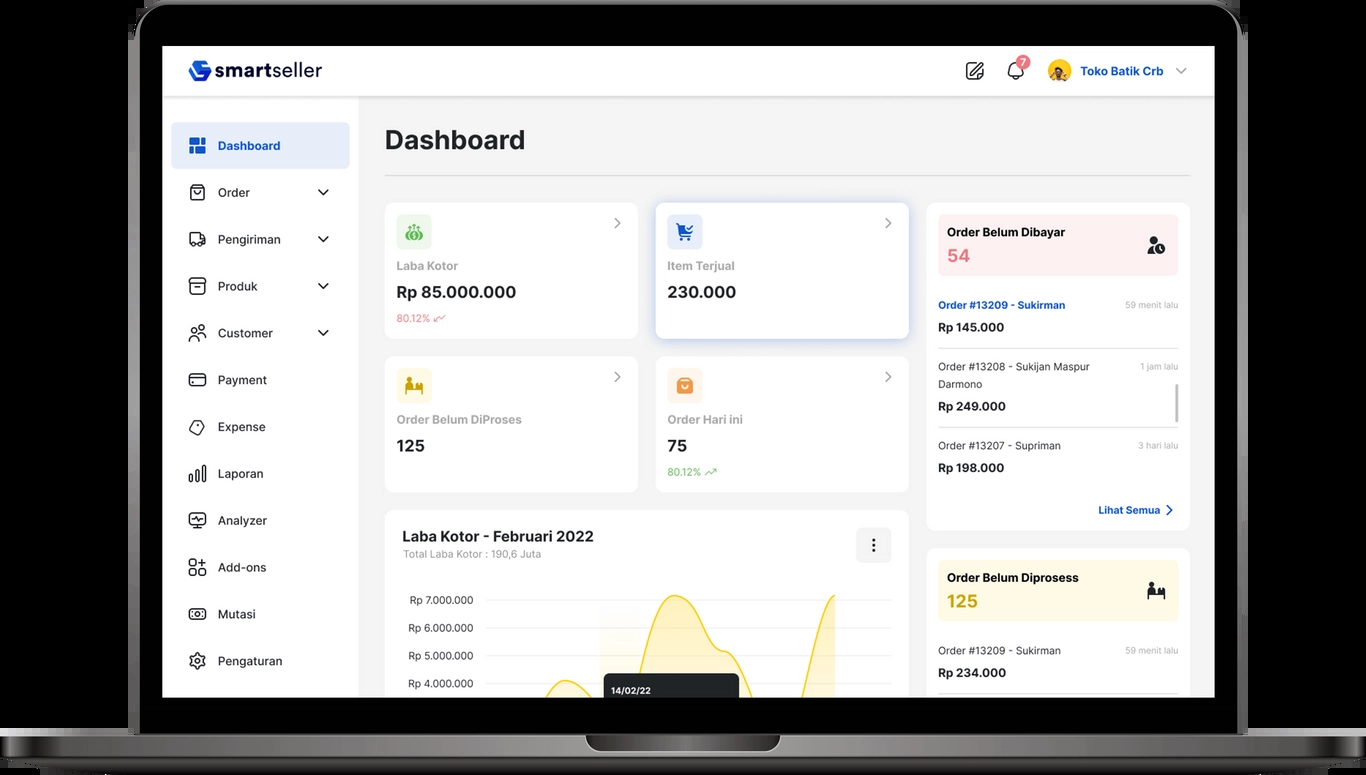 smartseller
7
Toko Batik Crb
Dashboard
Order
Pengiriman
Produk
Customer
Payment
Expense
Laporan
Analyzer
Add-ons
Mutasi
Pengaturan
Dashboard
Laba Kotor
Rp 85.000.000
80.12%
Item Terjual
230.000
Order Belum DiProses
125
Order Hari ini
75
80.12%
Laba Kotor - Februari 2022
Total Laba Kotor : 190,6 Juta
Rp 7.000.000
Rp 6.000.000
Rp 5.000.000
Rp 4.000.000
14/02/22
Order Belum Dibayar
54
Order #13209 - Sukirman
59 menit lalu
Rp 145.000
Order #13208 - Sukijan Maspur
1 jam lalu
Darmono
Rp 249.000
Order #13207 - Supriman
3 hari lalu
Rp 198.000
Lihat Semua
Order Belum Diprosess
125
Order #13209 - Sukirman
59 menit lalu
Rp 234.000